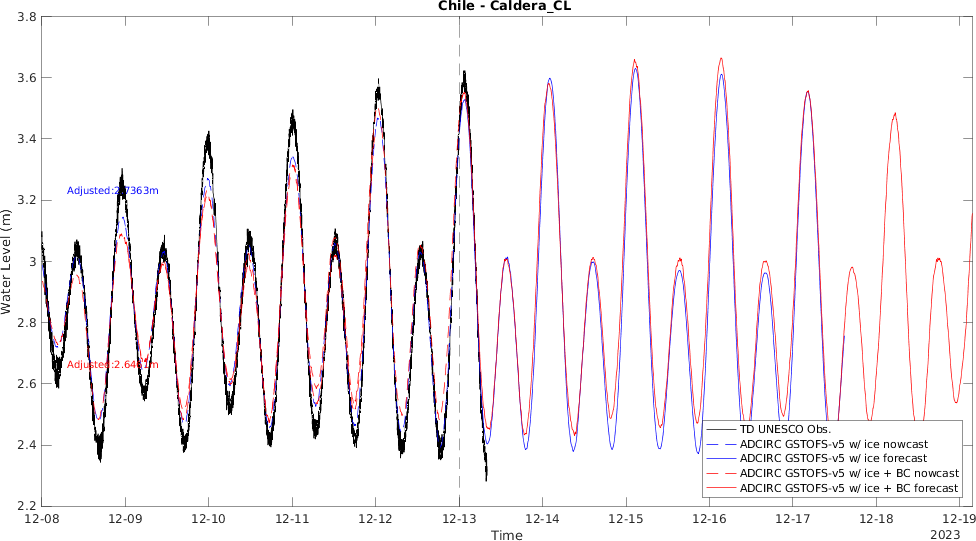 Chile - Caldera_CL
3.8
3.6
3.4
3.2
3
2.8
2.6
2.4
2.2
Water Level (m)
Adjusted:2.7363m
TD UNESCO Obs.
ADCIRC GSTOFS-v5 w/ ice nowcast
ADCIRC GSTOFS-v5 w/ ice forecast
ADCIRC GSTOFS-v5 w/ ice + BC nowcast
ADCIRC GSTOFS-v5 w/ ice + BC forecast
12-08 12-09 12-10 12-11 12-12 12-13 12-14 12-15 12-16 12-17 12-18 12-19
Time
2023